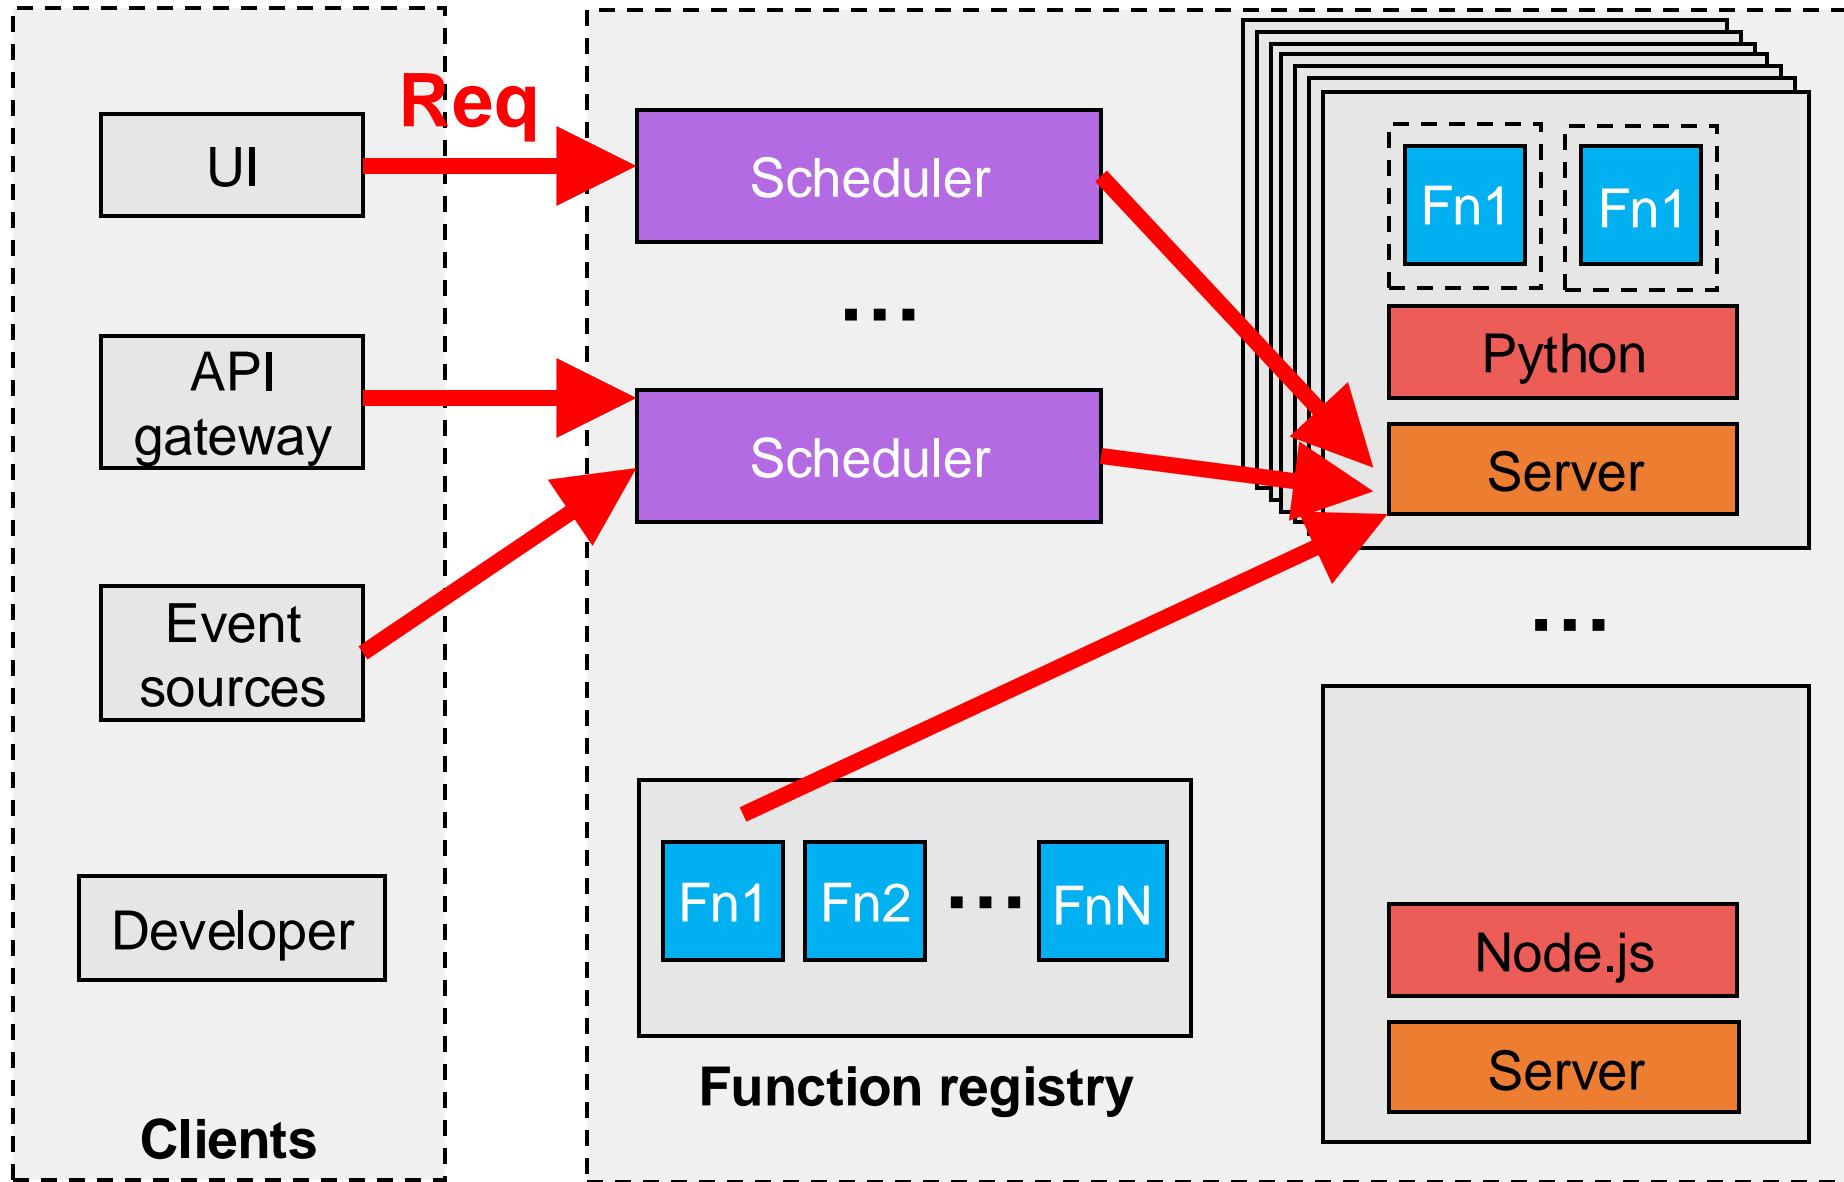 Req
UI
API
gateway
Event
sources
Developer
Clients
Scheduler
...
Scheduler
Fn1 Fn2 ... FnN
Function registry
Fn1 Fn1
Python
Server
...
Node.js
Server